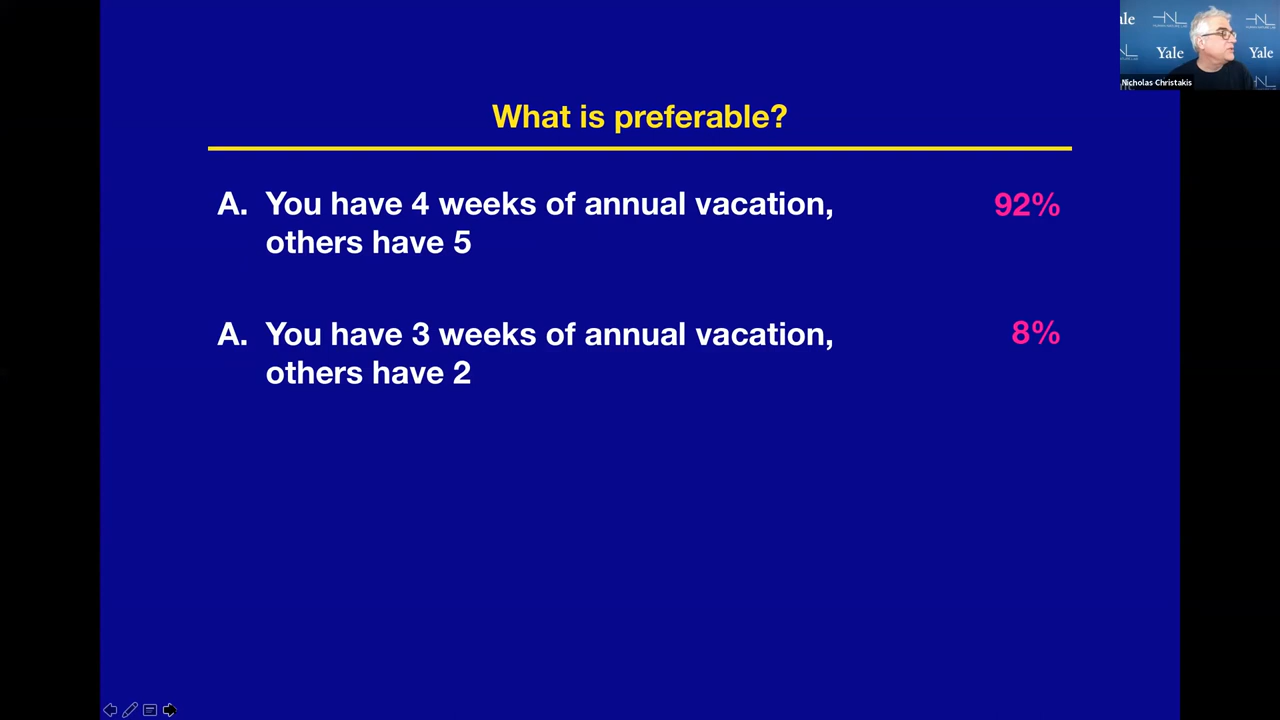 What is preferable?
A. You have 4 weeks of annual vacation, 92%
others have 5
A. You have 3 weeks of annual vacation, 8%
others have 2
ale
Yale
Yale
Nicholas Christakis